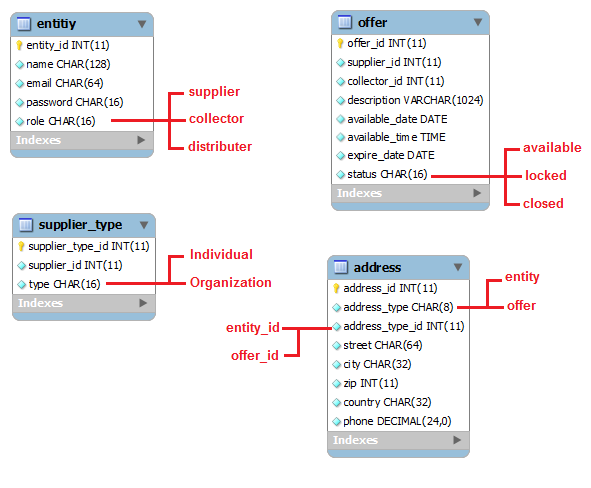 entitiy
entity_id INT(11)
name CHAR(128)
email CHAR(64)
password CHAR(16)
role CHAR(16)
Indexes
supplier
collector
distributer
offer
offer_id INT(11)
supplier_id INT(11)
collector_id INT(11)
description VARCHAR(1024)
available_date DATE
available_time TIME
expire_date DATE
status CHAR(16)
Indexes
available
locked
closed
supplier_type
supplier_type_id INT(11)
supplier_id INT(11)
type CHAR(16)
Indexes
Individual
Organization
address
address_id INT(11)
address_type CHAR(8)
address_type_id INT(11)
street CHAR(64)
city CHAR(32)
zip INT(11)
country CHAR(32)
phone DECIMAL(24,0)
Indexes
entity
offer
entity_id
offer_id